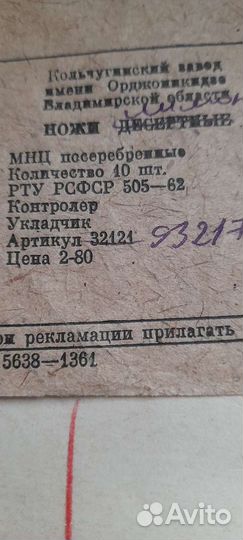 Кольчугинский завод
имени Орджоникидзе
Владимирской области
НОЖИ ДЕСЕРТНЫЕ
МНЦ посеребренные
Количество 10 шт.
РТУ РСФСР 505—62
Контролер
Укладчик
Артикул 32121 93217
Цена 2-80
ри рекламации прилагать
5638—1361
Avito